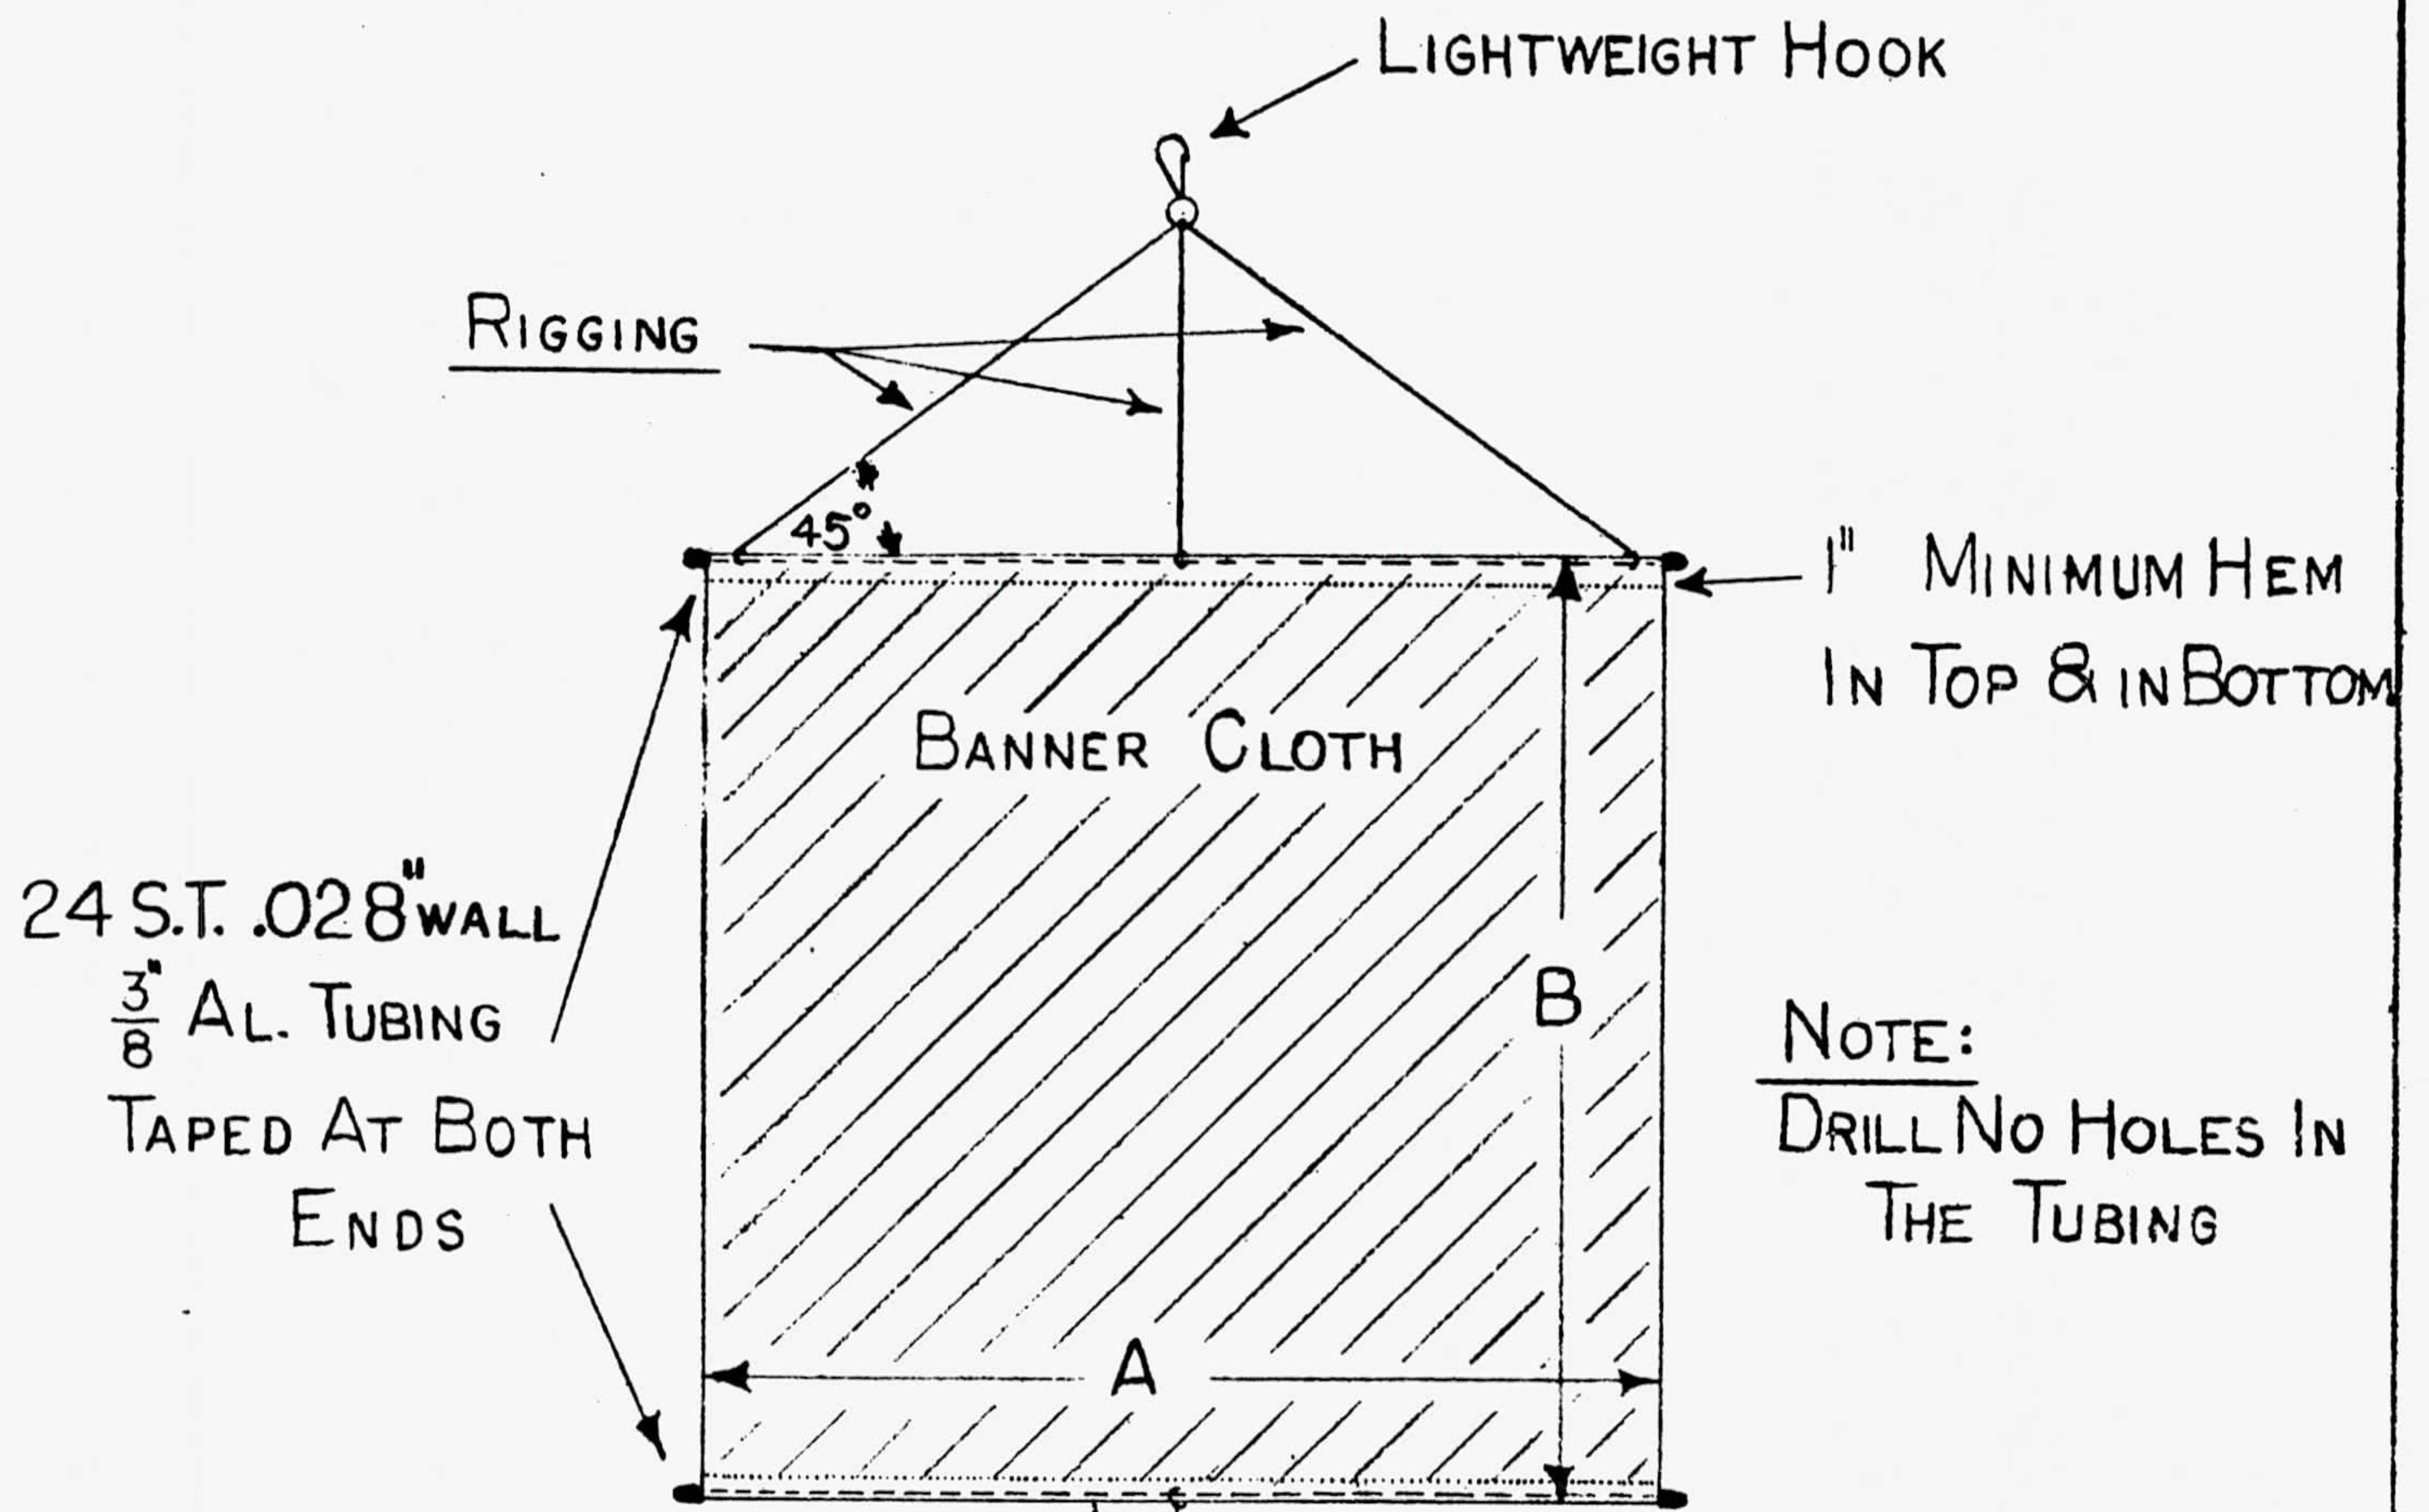 LIGHTWEIGHT HOOK
RIGGING
45°
1" MINIMUM HEM
IN TOP & IN BOTTOM
BANNER CLOTH
24 S.T. .028" WALL
3/8" AL. TUBING
TAPED AT BOTH
ENDS
B
NOTE:
DRILL NO HOLES IN
THE TUBING
A